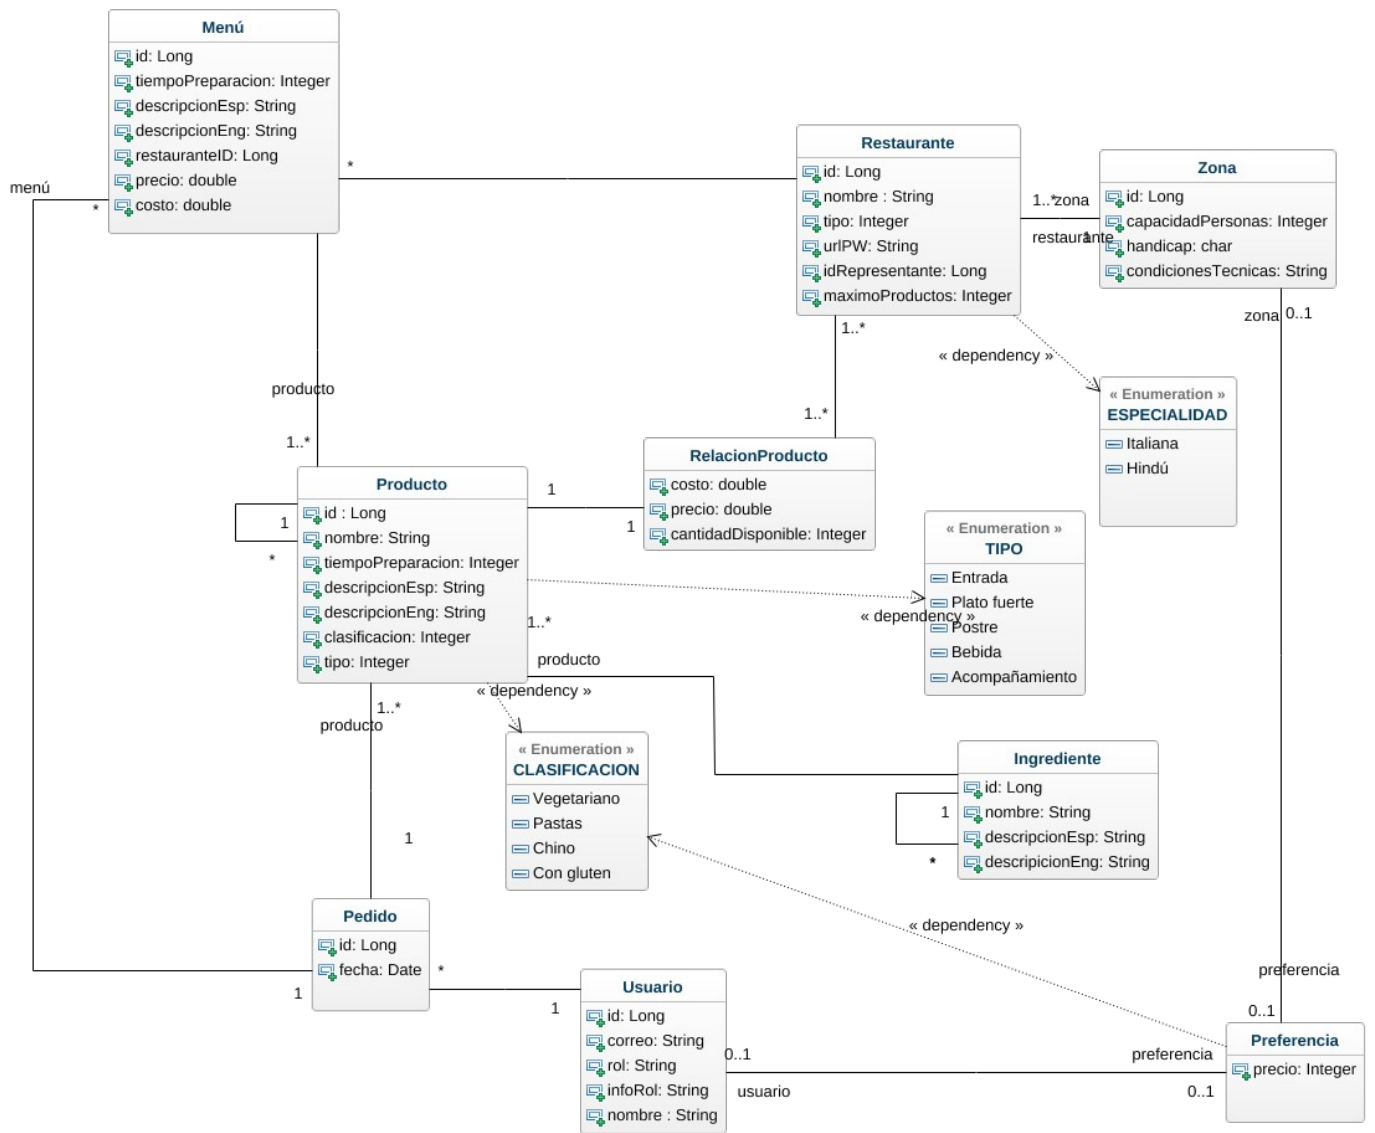 Menú
id: Long
tiempoPreparacion: Integer
descripcionEsp: String
descripcionEng: String
restauranteID: Long
precio: double
costo: double
*
menú
*
Restaurante
id: Long
nombre : String
tipo: Integer
urlPW: String
idRepresentante: Long
maximoProductos: Integer
1..*
zona
restaurante
1
Zona
id: Long
capacidadPersonas: Integer
handicap: char
condicionesTecnicas: String
zona
0..1
1..*
« dependency »
producto
1..*
1..*
« Enumeration »
ESPECIALIDAD
Italiana
Hindú
RelacionProducto
costo: double
precio: double
cantidadDisponible: Integer
Producto
id : Long
nombre: String
tiempoPreparacion: Integer
descripcionEsp: String
descripcionEng: String
clasificacion: Integer
tipo: Integer
1
*
1
1
« Enumeration »
TIPO
Entrada
Plato fuerte
Postre
Bebida
Acompañamiento
« dependency »
1..*
producto
« dependency »
1..*
producto
« Enumeration »
CLASIFICACION
Vegetariano
Pastas
Chino
Con gluten
Ingrediente
id: Long
nombre: String
descripcionEsp: String
descripicionEng: String
1
*
1
« dependency »
Pedido
id: Long
fecha: Date
*
1
1
Usuario
id: Long
correo: String
rol: String
infoRol: String
nombre : String
0..1
usuario
preferencia
0..1
preferencia
0..1
Preferencia
precio: Integer